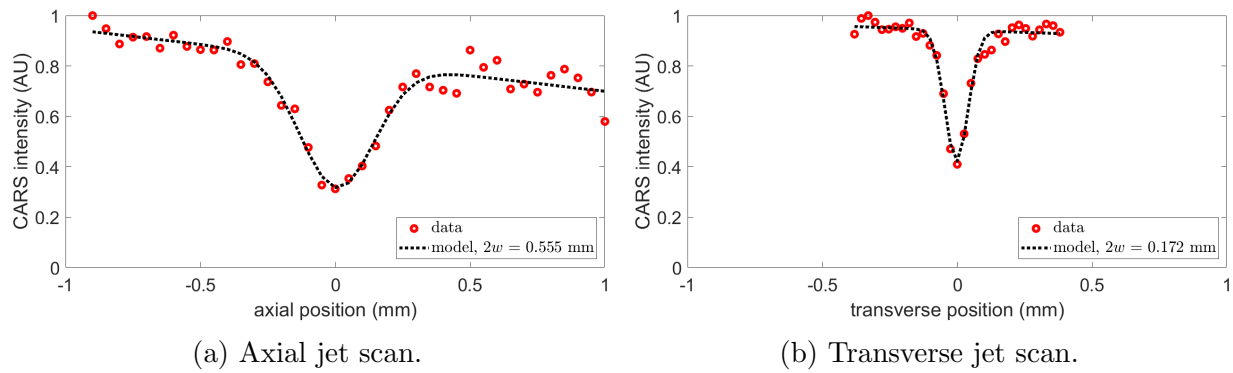 CARS intensity (AU)
1
0.8
0.6
0.4
0.2
0
-1
-0.5
0
0.5
1
axial position (mm)
data
model, 2w = 0.555 mm
(a) Axial jet scan.
CARS intensity (AU)
1
0.8
0.6
0.4
0.2
0
-1
-0.5
0
0.5
1
transverse position (mm)
data
model, 2w = 0.172 mm
(b) Transverse jet scan.